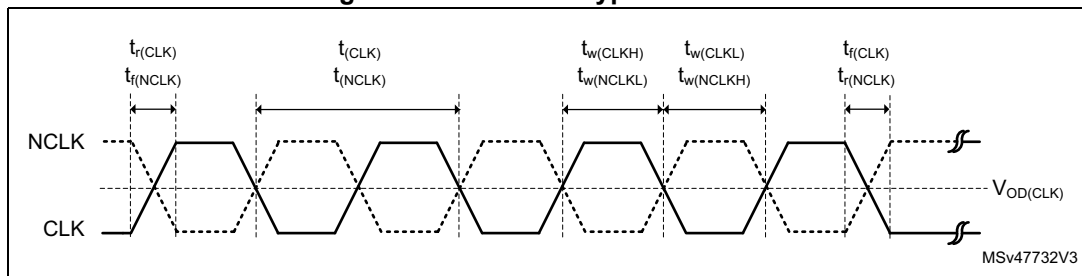 t_r(CLK) t_(CLK) t_w(CLKH) t_w(CLKL) t_f(CLK)
t_f(NCLK) t_(NCLK) t_w(NCLKL) t_w(NCLKH) t_r(NCLK)
NCLK
V_OD(CLK)
CLK
MSv47732V3